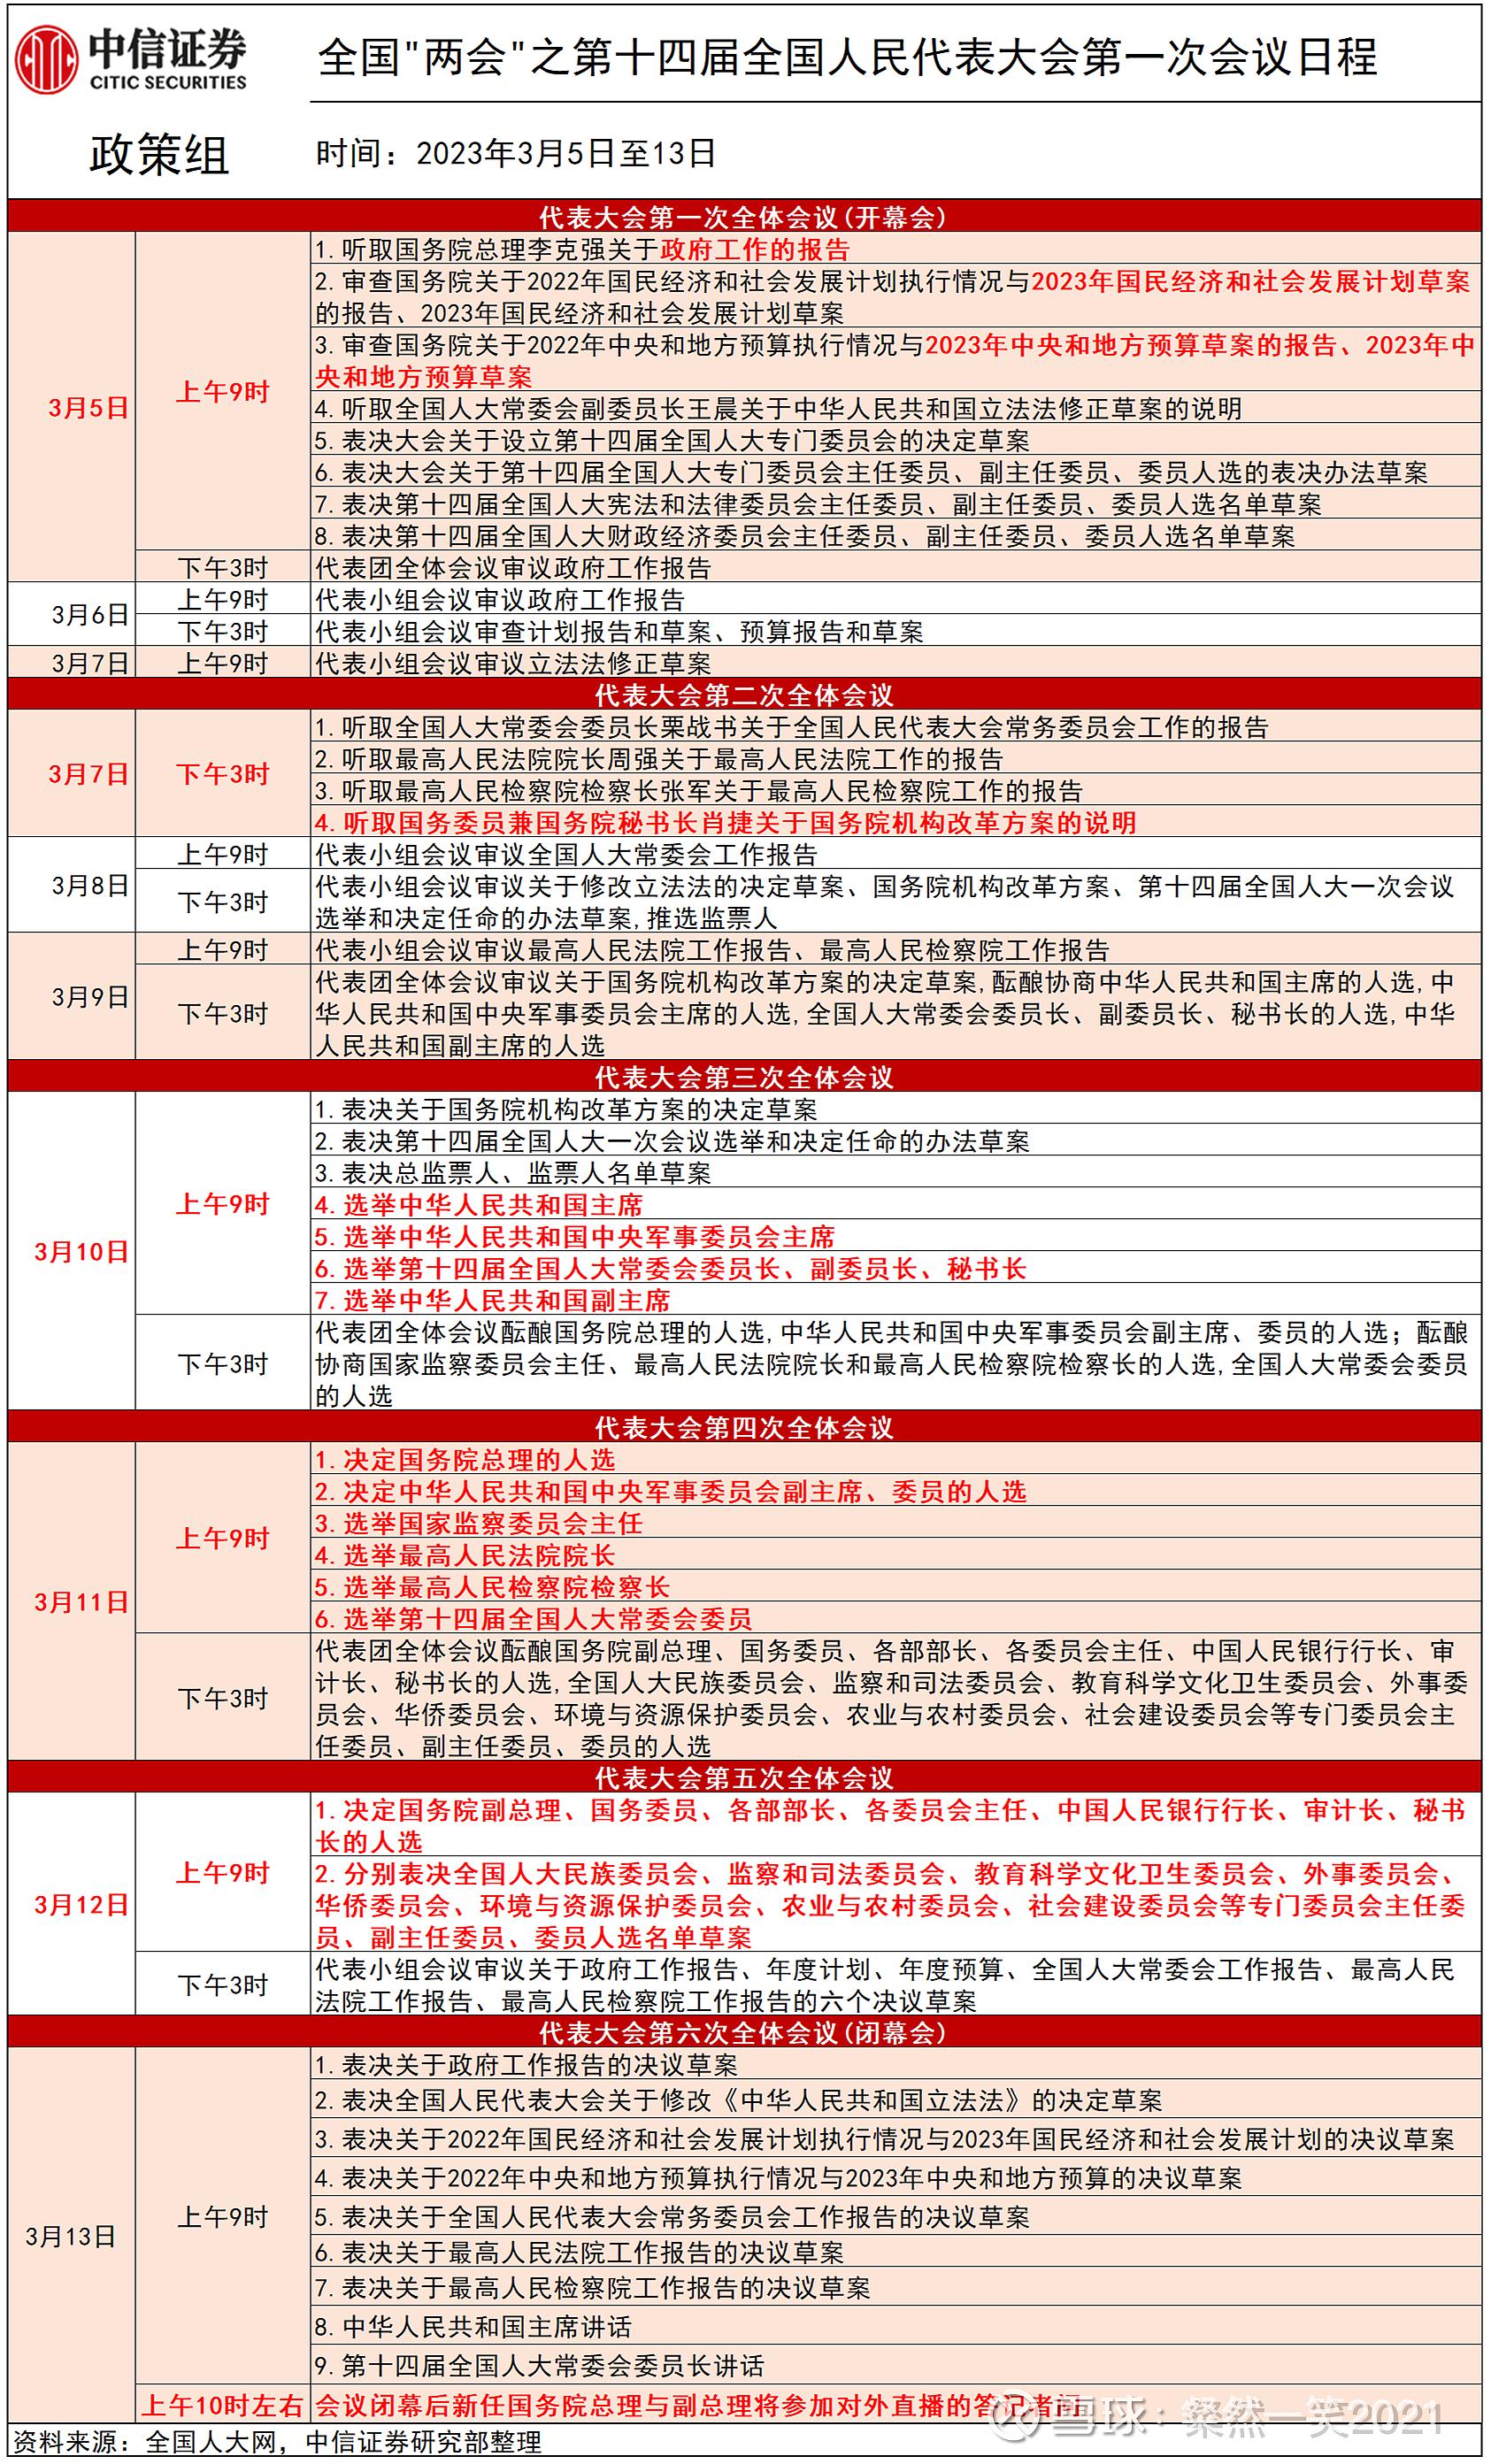 中信证券
CITIC SECURITIES
全国"两会"之第十四届全国人民代表大会第一次会议日程
政策组
时间：2023年3月5日至13日
代表大会第一次全体会议(开幕会)
3月5日
上午9时
1.听取国务院总理李克强关于政府工作的报告
2.审查国务院关于2022年国民经济和社会发展计划执行情况与2023年国民经济和社会发展计划草案
的报告、2023年国民经济和社会发展计划草案
3.审查国务院关于2022年中央和地方预算执行情况与2023年中央和地方预算草案的报告、2023年中
央和地方预算草案
4.听取全国人大常委会副委员长王晨关于中华人民共和国立法法修正草案的说明
5.表决大会关于设立第十四届全国人大专门委员会的决定草案
6.表决大会关于第十四届全国人大专门委员会主任委员、副主任委员、委员人选的表决办法草案
7.表决第十四届全国人大宪法和法律委员会主任委员、副主任委员、委员人选名单草案
8.表决第十四届全国人大财政经济委员会主任委员、副主任委员、委员人选名单草案
下午3时
代表团全体会议审议政府工作报告
3月6日
上午9时
代表小组会议审议政府工作报告
下午3时
代表小组会议审查计划报告和草案、预算报告和草案
3月7日
上午9时
代表小组会议审议立法法修正草案
代表大会第二次全体会议
3月7日
下午3时
1.听取全国人大常委会委员长栗战书关于全国人民代表大会常务委员会工作的报告
2.听取最高人民法院院长周强关于最高人民法院工作的报告
3.听取最高人民检察院检察长张军关于最高人民检察院工作的报告
4.听取国务委员兼国务院秘书长肖捷关于国务院机构改革方案的说明
3月8日
上午9时
代表小组会议审议全国人大常委会工作报告
下午3时
代表小组会议审议关于修改立法法的决定草案、国务院机构改革方案、第十四届全国人大一次会议
选举和决定任命的办法草案,推选监票人
3月9日
上午9时
代表小组会议审议最高人民法院工作报告、最高人民检察院工作报告
下午3时
代表团全体会议审议关于国务院机构改革方案的决定草案,酝酿协商中华人民共和国主席的人选,中
华人民共和国中央军事委员会主席的人选,全国人大常委会委员长、副委员长、秘书长的人选,中华
人民共和国副主席的人选
代表大会第三次全体会议
3月10日
上午9时
1.表决关于国务院机构改革方案的决定草案
2.表决第十四届全国人大一次会议选举和决定任命的办法草案
3.表决总监票人、监票人名单草案
4.选举中华人民共和国主席
5.选举中华人民共和国中央军事委员会主席
6.选举第十四届全国人大常委会委员长、副委员长、秘书长
7.选举中华人民共和国副主席
下午3时
代表团全体会议酝酿国务院总理的人选,中华人民共和国中央军事委员会副主席、委员的人选；酝酿
协商国家监察委员会主任、最高人民法院院长和最高人民检察院检察长的人选,全国人大常委会委员
的人选
代表大会第四次全体会议
3月11日
上午9时
1.决定国务院总理的人选
2.决定中华人民共和国中央军事委员会副主席、委员的人选
3.选举国家监察委员会主任
4.选举最高人民法院院长
5.选举最高人民检察院检察长
6.选举第十四届全国人大常委会委员
下午3时
代表团全体会议酝酿国务院副总理、国务委员、各部部长、各委员会主任、中国人民银行行长、审
计长、秘书长的人选,全国人大民族委员会、监察和司法委员会、教育科学文化卫生委员会、外事委
员会、华侨委员会、环境与资源保护委员会、农业与农村委员会、社会建设委员会等专门委员会主
任委员、副主任委员、委员的人选
代表大会第五次全体会议
3月12日
上午9时
1.决定国务院副总理、国务委员、各部部长、各委员会主任、中国人民银行行长、审计长、秘书
长的人选
2.分别表决全国人大民族委员会、监察和司法委员会、教育科学文化卫生委员会、外事委员会、
华侨委员会、环境与资源保护委员会、农业与农村委员会、社会建设委员会等专门委员会主任委
员、副主任委员、委员人选名单草案
下午3时
代表小组会议审议关于政府工作报告、年度计划、年度预算、全国人大常委会工作报告、最高人民
法院工作报告、最高人民检察院工作报告的六个决议草案
代表大会第六次全体会议(闭幕会)
3月13日
上午9时
1.表决关于政府工作报告的决议草案
2.表决全国人民代表大会关于修改《中华人民共和国立法法》的决定草案
3.表决关于2022年国民经济和社会发展计划执行情况与2023年国民经济和社会发展计划的决议草案
4.表决关于2022年中央和地方预算执行情况与2023年中央和地方预算的决议草案
5.表决关于全国人民代表大会常务委员会工作报告的决议草案
6.表决关于最高人民法院工作报告的决议草案
7.表决关于最高人民检察院工作报告的决议草案
8.中华人民共和国主席讲话
9.第十四届全国人大常委会委员长讲话
上午10时左右
会议闭幕后新任国务院总理与副总理将参加对外直播的答记者问
雪球：粲然一笑2021
资料来源：全国人大网，中信证券研究部整理